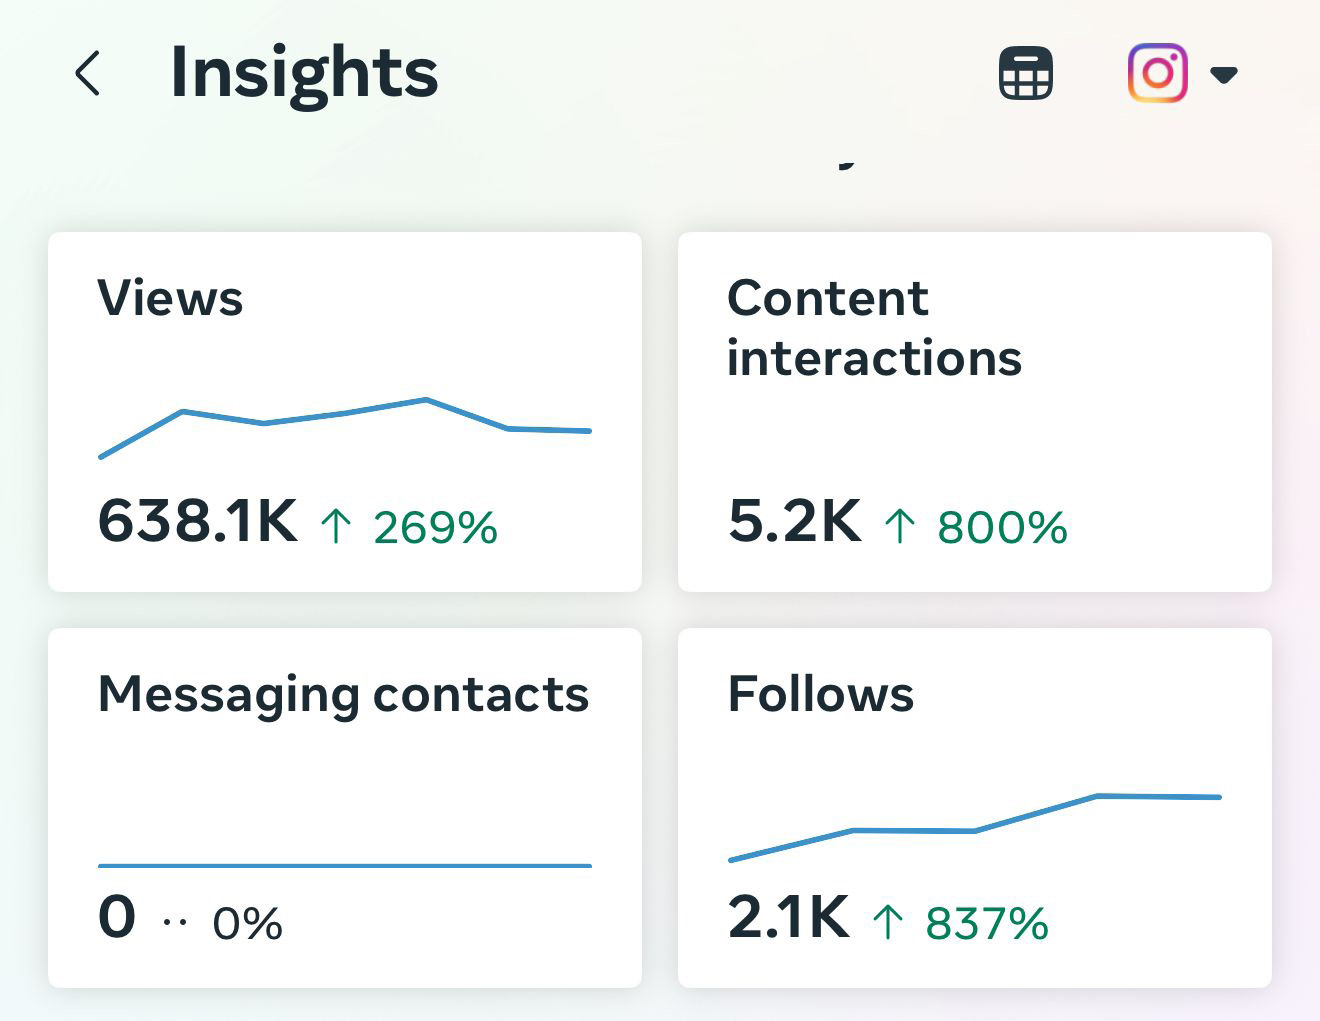 Insights
Views
638.1K ↑ 269%
Content
interactions
5.2K ↑ 800%
Messaging contacts
0 ·· 0%
Follows
2.1K ↑ 837%